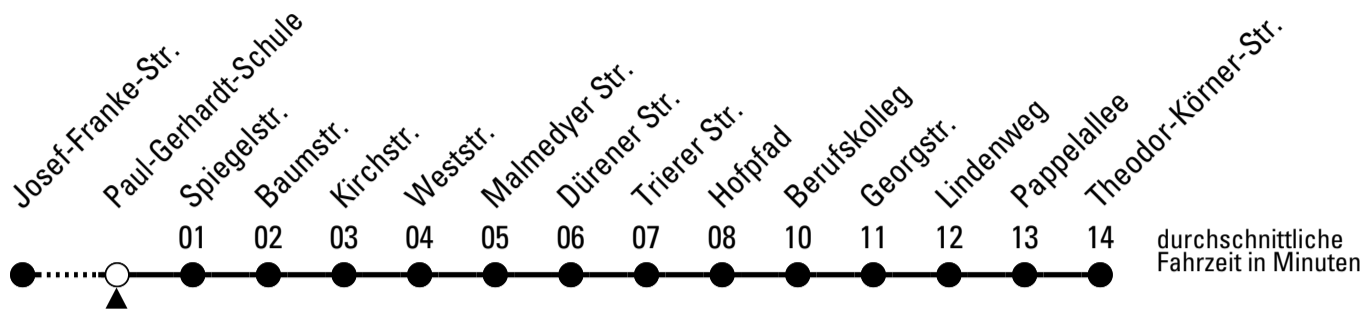 Josef-Franke-Str.
Paul-Gerhardt-Schule
Spiegelstr.
Baumstr.
Kirchstr.
Weststr.
Malmedyer Str.
Dürener Str.
Trierer Str.
Hofpfad
Berufskolleg
Georgstr.
Lindenweg
Pappelallee
Theodor-Körner-Str.
01 02 03 04 05 06 07 08 10 11 12 13 14
durchschnittliche
Fahrzeit in Minuten